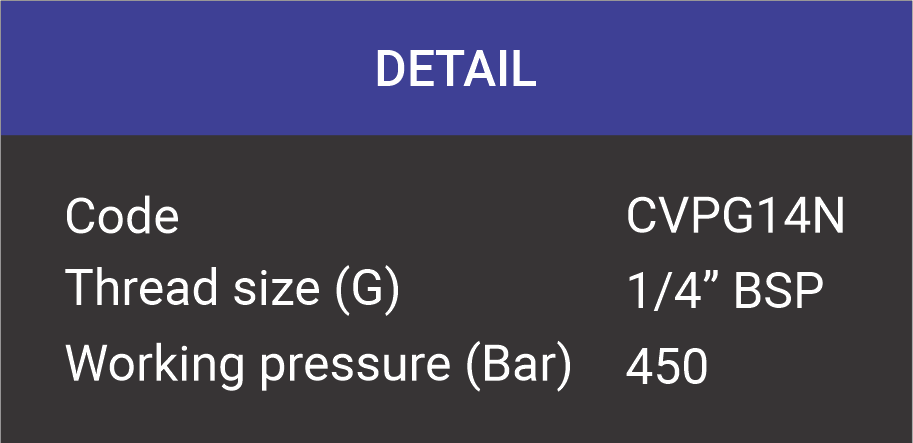 DETAIL
Code CVPG14N
Thread size (G) 1/4” BSP
Working pressure (Bar) 450